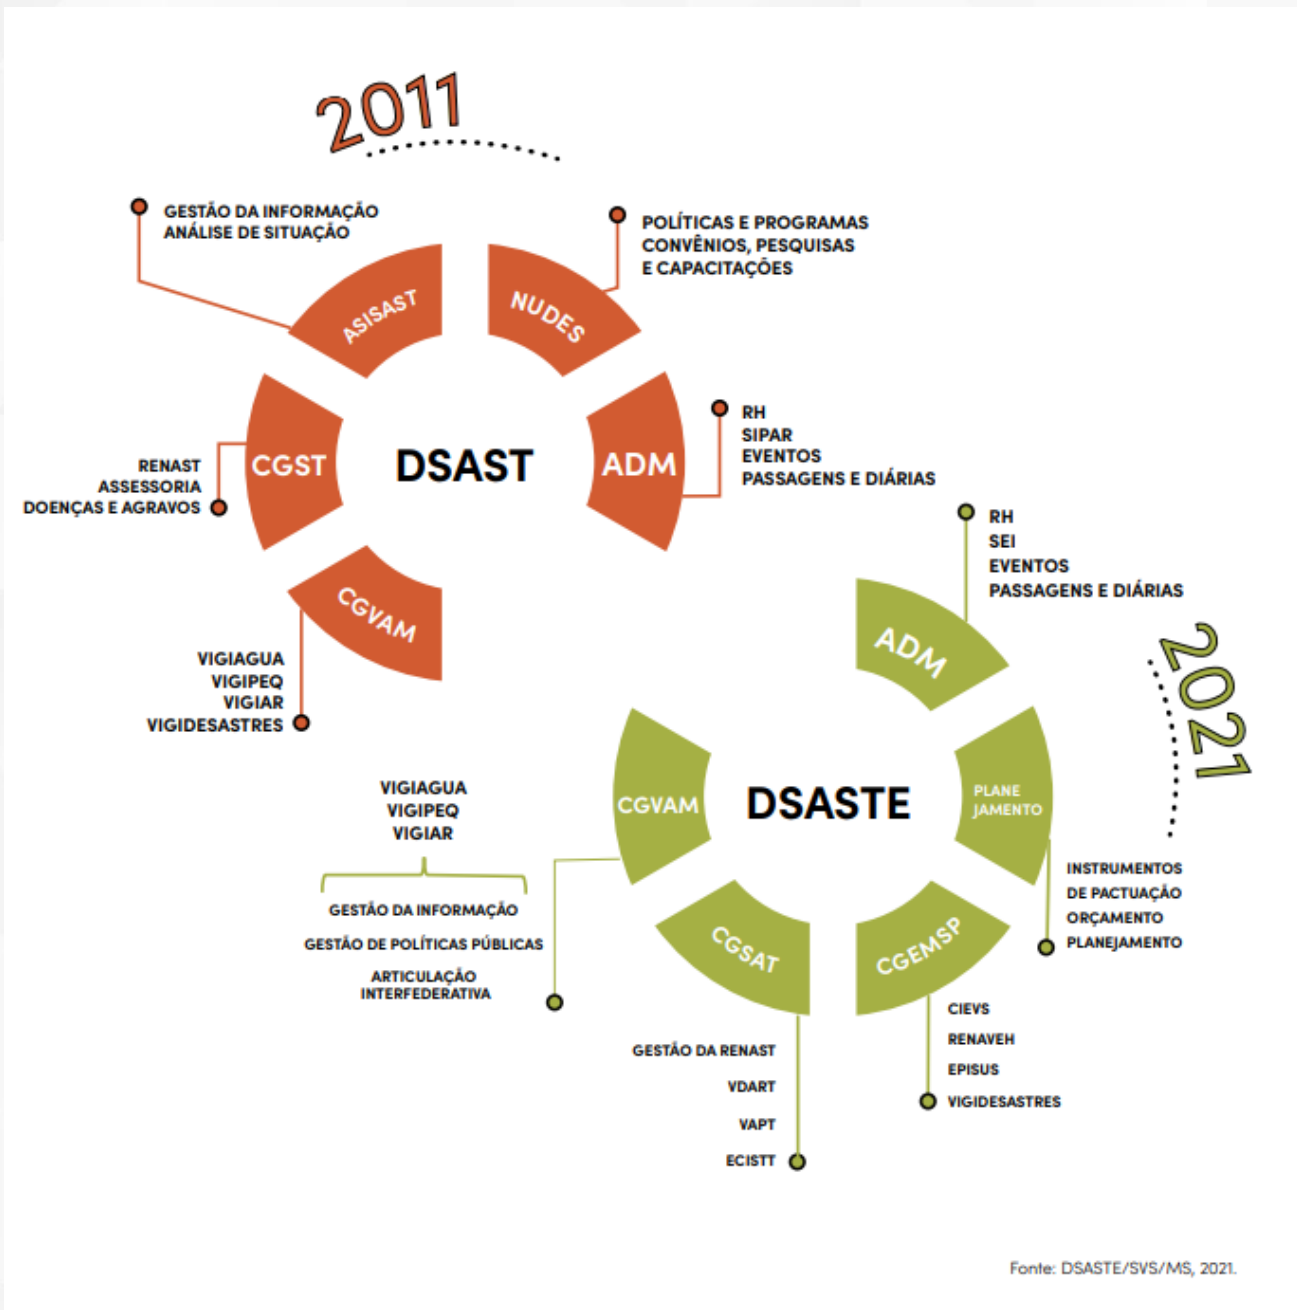 2011
GESTÃO DA INFORMAÇÃO
ANÁLISE DE SITUAÇÃO
POLÍTICAS E PROGRAMAS
CONVÊNIOS, PESQUISAS
E CAPACITAÇÕES
ASISAST
NUDES
RH
SIPAR
EVENTOS
PASSAGENS E DIÁRIAS
CGST
DSAST
ADM
RENAST
ASSESSORIA
DOENÇAS E AGRAVOS
CGVAM
VIGIAGUA
VIGIPEQ
VIGIAR
VIGIDESASTRES
2021
RH
SEI
EVENTOS
PASSAGENS E DIÁRIAS
ADM
CGVAM
DSASTE
PLANE
JAMENTO
VIGIAGUA
VIGIPEQ
VIGIAR
GESTÃO DA INFORMAÇÃO
GESTÃO DE POLÍTICAS PÚBLICAS
ARTICULAÇÃO
INTERFEDERATIVA
INSTRUMENTOS
DE PACTUAÇÃO
ORÇAMENTO
PLANEJAMENTO
CGSAT
CGEMSP
GESTÃO DA RENAST
VDART
VAPT
ECISTT
CIEVS
RENAVEH
EPISUS
VIGIDESASTRES
Fonte: DSASTE/SVS/MS, 2021.